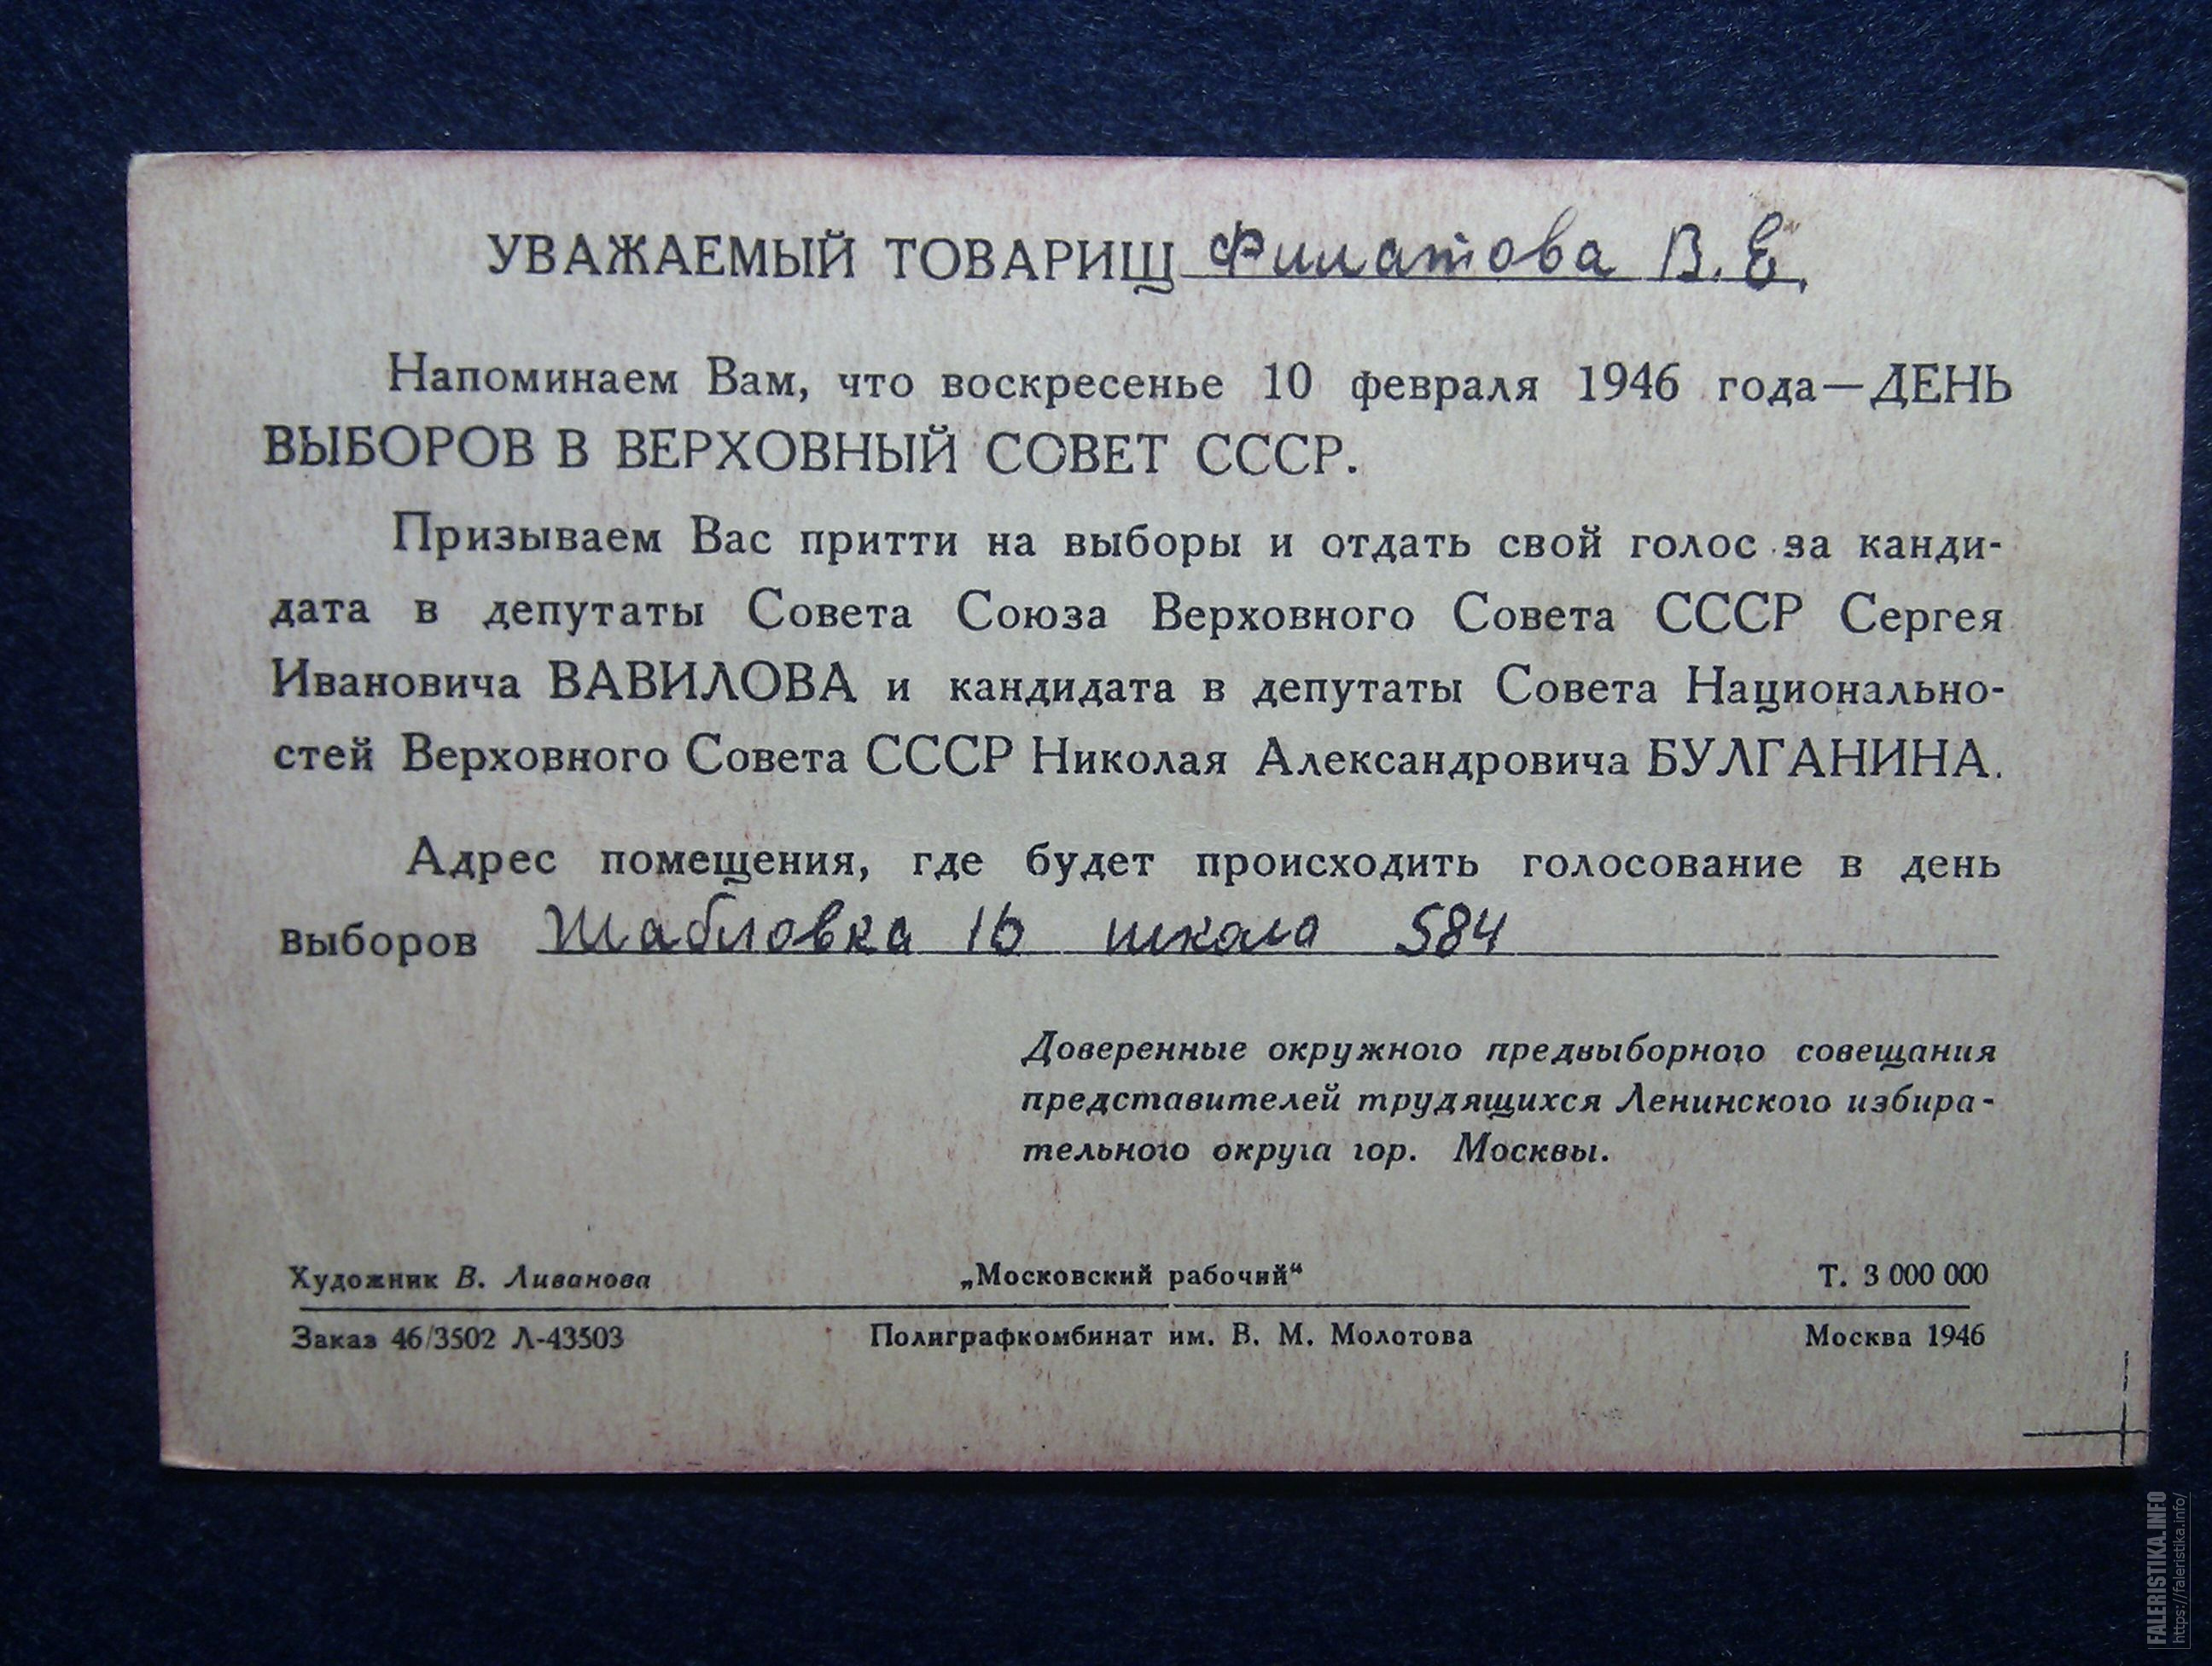 УВАЖАЕМЫЙ ТОВАРИЩ Филатова В. Е.
Напоминаем Вам, что воскресенье 10 февраля 1946 года—ДЕНЬ
ВЫБОРОВ В ВЕРХОВНЫЙ СОВЕТ СССР.
Призываем Вас притти на выборы и отдать свой голос за канди-
дата в депутаты Совета Союза Верховного Совета СССР Сергея
Ивановича ВАВИЛОВА и кандидата в депутаты Совета Национально-
стей Верховного Совета СССР Николая Александровича БУЛГАНИНА.
Адрес помещения, где будет происходить голосование в день
выборов Шабловка 16 школа 584
Доверенные окружного предвыборного совещания
представителей трудящихся Ленинского избира-
тельного округа гор. Москвы.
Художник В. Ливанова „Московский рабочий“ Т. 3 000 000
Заказ 46/3502 Л-43503 Полиграфкомбинат им. В. М. Молотова Москва 1946
FALERISTIKA.INFO
https://faleristika.info/